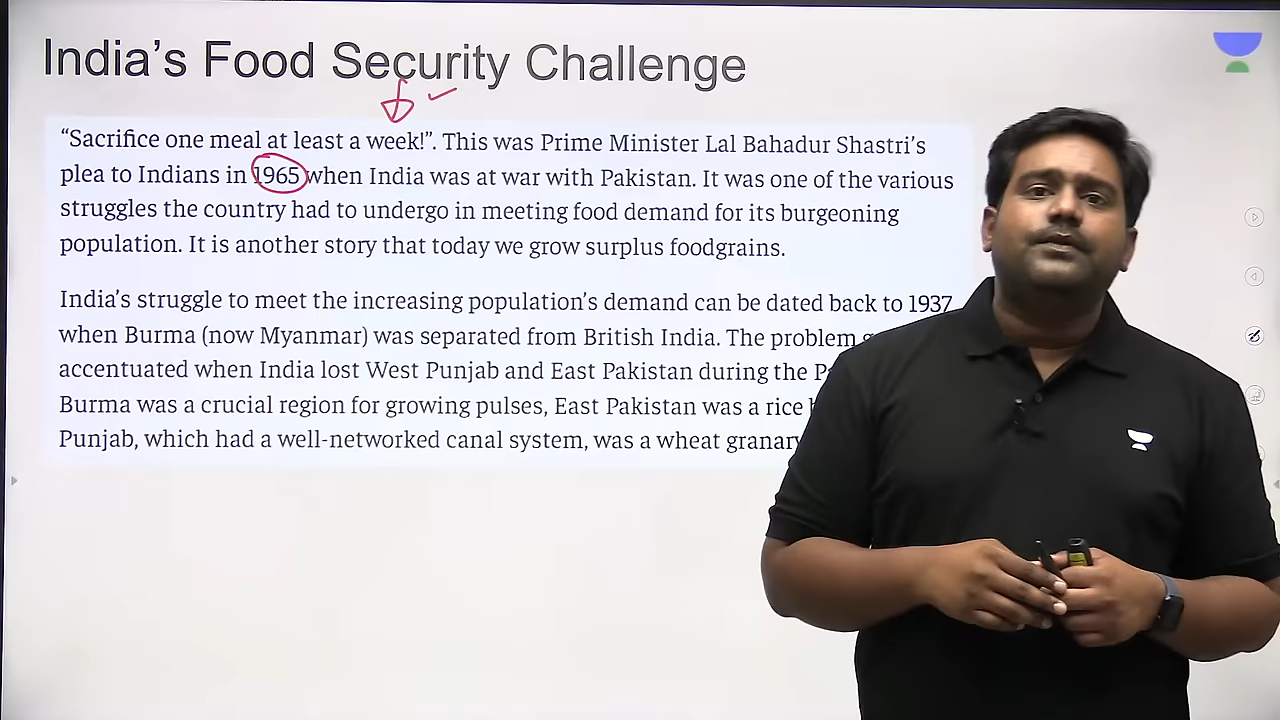 India’s Food Security Challenge
“Sacrifice one meal at least a week!”. This was Prime Minister Lal Bahadur Shastri’s
plea to Indians in 1965 when India was at war with Pakistan. It was one of the various
struggles the country had to undergo in meeting food demand for its burgeoning
population. It is another story that today we grow surplus foodgrains.
India’s struggle to meet the increasing population’s demand can be dated back to 1937
when Burma (now Myanmar) was separated from British India. The problem
accentuated when India lost West Punjab and East Pakistan during the
Burma was a crucial region for growing pulses, East Pakistan was a rice
Punjab, which had a well-networked canal system, was a wheat granary